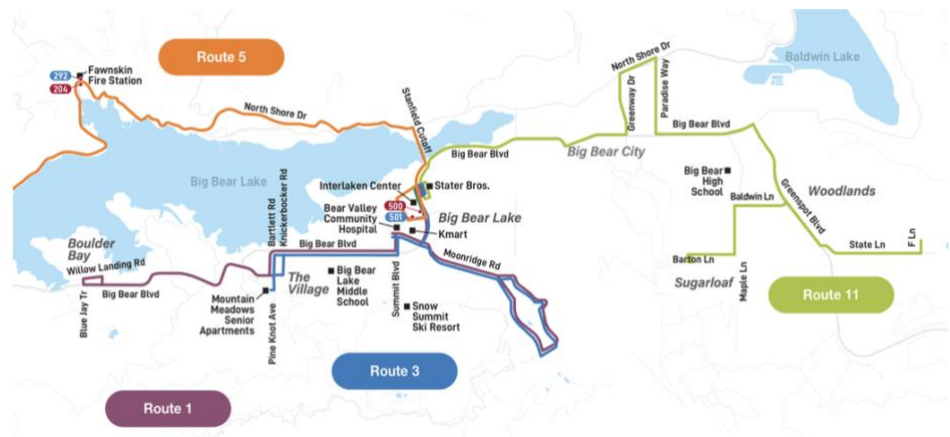 Route 5
292
204
Fawnskin
Fire Station
North Shore Dr
Stanfield Cutoff
North Shore Dr
Greenway Dr
Paradise Way
Baldwin Lake
Big Bear Blvd
Big Bear Blvd
Big Bear City
Big Bear Lake
Interlaken Center
Stater Bros.
500
501
Bear Valley
Community
Hospital
Big Bear Lake
Kmart
Big Bear
High
School
Baldwin Ln
Greenspot Blvd
Woodlands
Bartlett Rd
Knickerbocker Rd
Big Bear Blvd
Moonridge Rd
State Ln
F Ln
Boulder
Bay
Willow Landing Rd
Big Bear Blvd
Blue Jay Tr
The
Village
Mountain
Meadows
Senior
Apartments
Pine Knot Ave
Big Bear
Lake
Middle
School
Summit Blvd
Snow
Summit
Ski Resort
Barton Ln
Sugarloaf
Maple Ln
Route 11
Route 3
Route 1